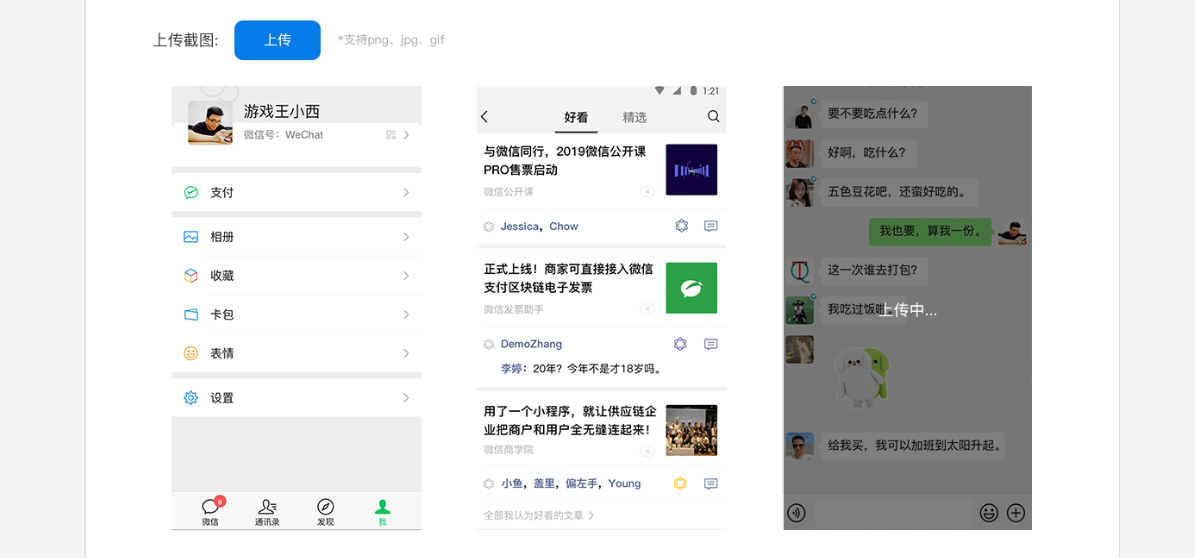 上传截图:
上传
*支持png、jpg、gif
游戏王小西
微信号：WeChat
支付
相册
收藏
卡包
表情
设置
6
微信
通讯录
发现
我
1:21
好看
精选
与微信同行，2019微信公开课
PRO售票启动
微信公开课
Jessica，Chow
正式上线！商家可直接接入微信
支付区块链电子发票
微信发票助手
DemoZhang
李婷：20年？今年不是才18岁吗。
用了一个小程序，就让供应链企
业把商户和用户全无缝连起来！
微信商学院
小鱼，盖里，偏左手，Young
全部我认为好看的文章
要不要吃点什么？
好啊，吃什么？
五色豆花吧，还蛮好吃的。
我也要，算我一份。
这一次谁去打包？
我吃过饭啦
上传中...
给我买，我可以加班到太阳升起。